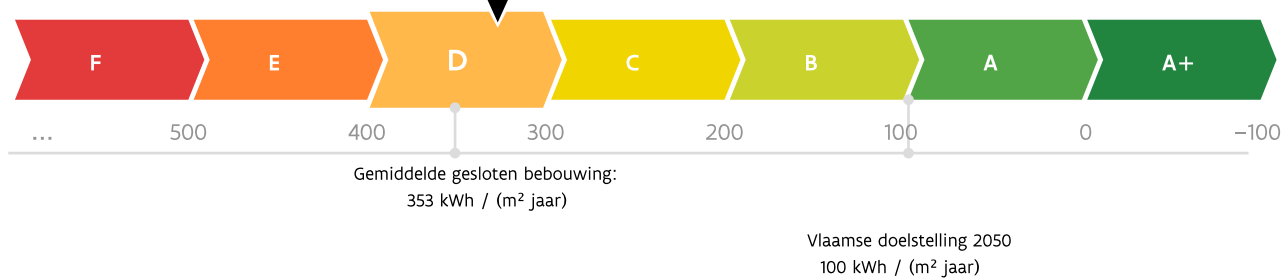 F E D C B A A+
... 500 400 300 200 100 0 −100
Gemiddelde gesloten bebouwing:
353 kWh / (m² jaar)
Vlaamse doelstelling 2050
100 kWh / (m² jaar)